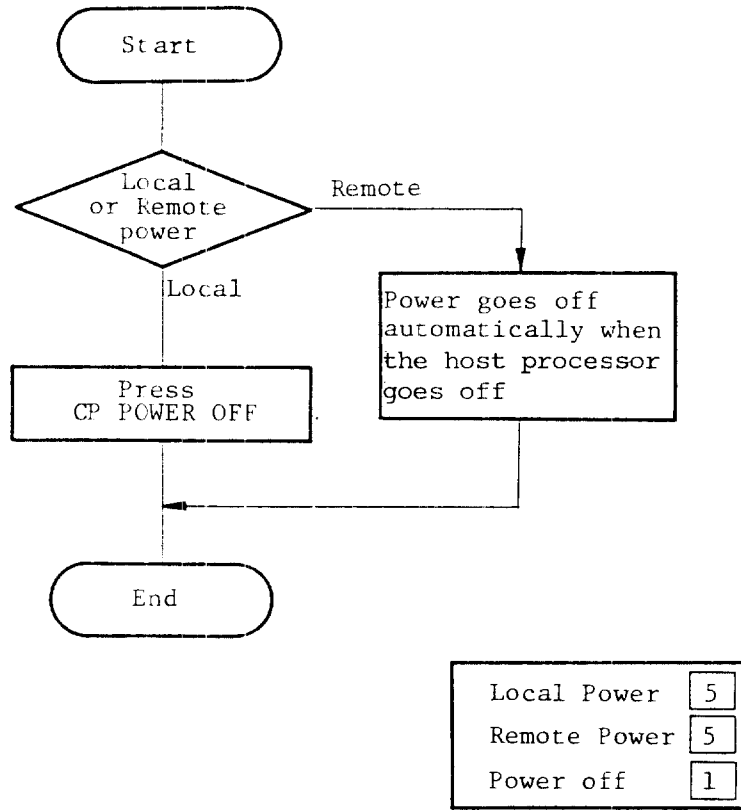 Start
Local
or Remote
power
Remote
Local
Power goes off
automatically when
the host processor
goes off
Press
CP POWER OFF
End
Local Power 5
Remote Power 5
Power off 1